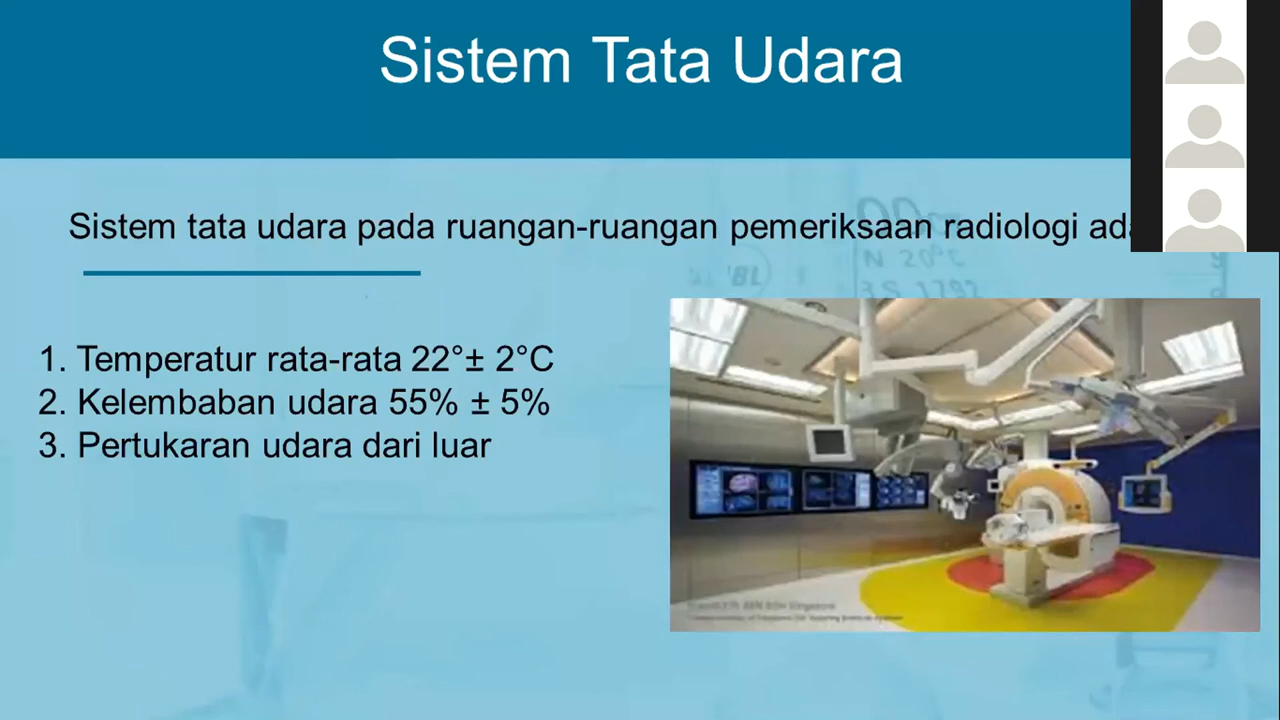 Sistem Tata Udara
Sistem tata udara pada ruangan-ruangan pemeriksaan radiologi
1. Temperatur rata-rata 22°± 2°C
2. Kelembaban udara 55% ± 5%
3. Pertukaran udara dari luar
N 20°C